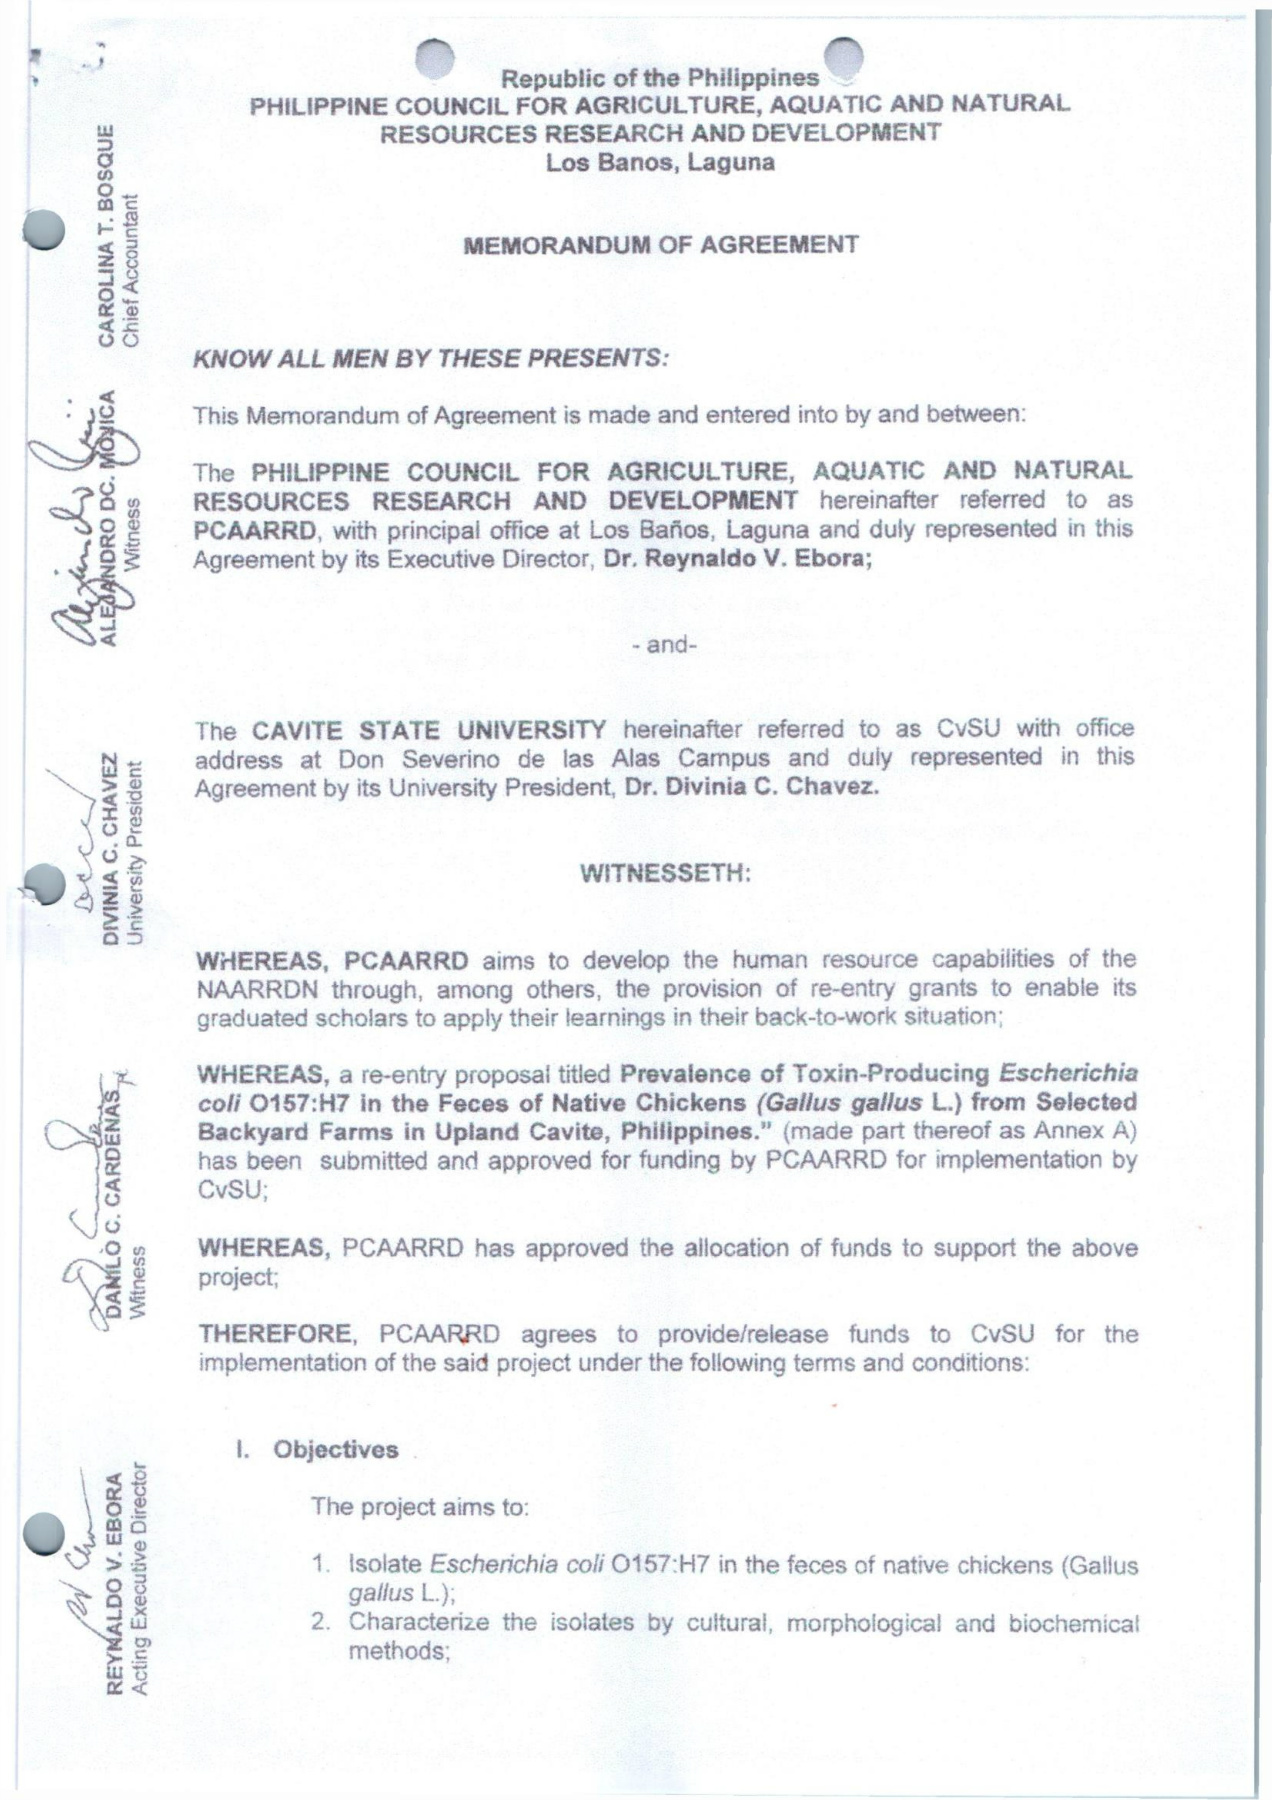 Republic of the Philippines
PHILIPPINE COUNCIL FOR AGRICULTURE, AQUATIC AND NATURAL
RESOURCES RESEARCH AND DEVELOPMENT
Los Banos, Laguna
MEMORANDUM OF AGREEMENT
KNOW ALL MEN BY THESE PRESENTS:
This Memorandum of Agreement is made and entered into by and between:
The PHILIPPINE COUNCIL FOR AGRICULTURE, AQUATIC AND NATURAL
RESOURCES RESEARCH AND DEVELOPMENT hereinafter referred to as
PCAARRD, with principal office at Los Baños, Laguna and duly represented in this
Agreement by its Executive Director, Dr. Reynaldo V. Ebora;
- and-
The CAVITE STATE UNIVERSITY hereinafter referred to as CvSU with office
address at Don Severino de las Alas Campus and duly represented in this
Agreement by its University President, Dr. Divinia C. Chavez.
WITNESSETH:
WHEREAS, PCAARRD aims to develop the human resource capabilities of the
NAARRDN through, among others, the provision of re-entry grants to enable its
graduated scholars to apply their learnings in their back-to-work situation;
WHEREAS, a re-entry proposal titled Prevalence of Toxin-Producing Escherichia
coli O157:H7 in the Feces of Native Chickens (Gallus gallus L.) from Selected
Backyard Farms in Upland Cavite, Philippines." (made part thereof as Annex A)
has been submitted and approved for funding by PCAARRD for implementation by
CvSU;
WHEREAS, PCAARRD has approved the allocation of funds to support the above
project;
THEREFORE, PCAARRD agrees to provide/release funds to CvSU for the
implementation of the said project under the following terms and conditions:
I. Objectives
The project aims to:
1. Isolate Escherichia coli O157:H7 in the feces of native chickens (Gallus
gallus L.);
2. Characterize the isolates by cultural, morphological and biochemical
methods;
CAROLINA T. BOSQUE
Chief Accountant
ALEJANDRO DC. MOJICA
Witness
DIVINIA C. CHAVEZ
University President
DANILO C. CARDENAS
Witness
REYNALDO V. EBORA
Acting Executive Director